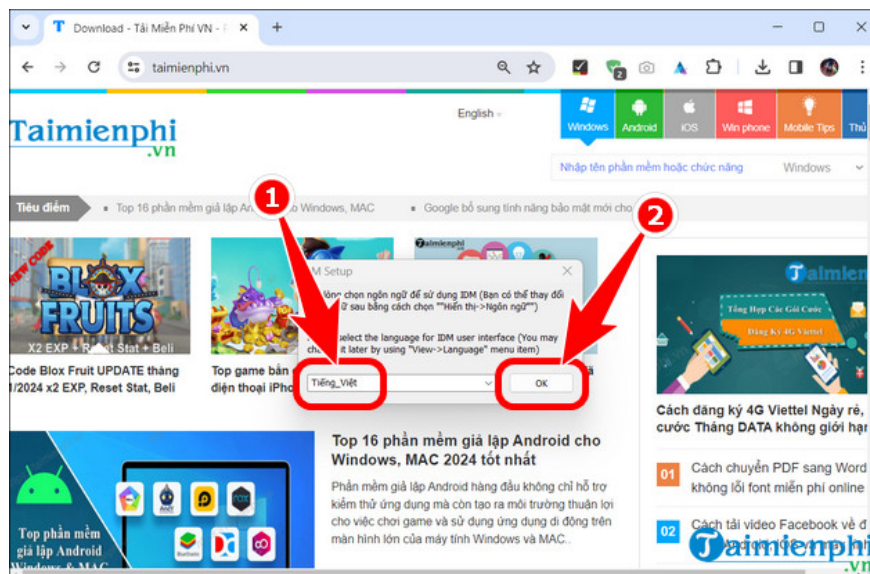 Download - Tải Miễn Phí VN -
taimienphi.vn
2
English
Taimienphi
.vn
Windows
Android
iOS
Win phone
Mobile Tips
Thủ
Nhập tên phần mềm hoặc chức năng
Windows
Tiêu điểm
Top 16 phần mềm giả lập An
o Windows, MAC
Google bổ sung tính năng bảo mật mới cho
1
2
NEW CODE
BLOX
FRUITS
X2 EXP + Reset Stat + Beli
Taimienphi
M Setup
lòng chọn ngôn ngữ để sử dụng IDM (Bạn có thể thay đổi
ữ sau bằng cách chọn ""Hiển thị->Ngôn ngữ"")
select the language for IDM user interface (You may
it later by using "View->Language" menu item)
Tiếng_Việt
OK
Code Blox Fruit UPDATE tháng
1/2024 x2 EXP, Reset Stat, Beli
Top game bắn
điện thoại iPho
Taimien
Tổng Hợp Các Gói Cước
Đăng Ký 4G Viettel
Cách đăng ký 4G Viettel Ngày rẻ,
cước Tháng DATA không giới hạn
Top 16 phần mềm giả lập Android cho
Windows, MAC 2024 tốt nhất
Phần mềm giả lập Android hàng đầu không chỉ hỗ trợ
kiểm thử ứng dụng mà còn tạo ra môi trường thuận lợi
cho việc chơi game và sử dụng ứng dụng di động trên
màn hình lớn của máy tính Windows và MAC..
Top phần mềm
giả lập Android
Windows & MAC
01
Cách chuyển PDF sang Word
không lỗi font miễn phí online
02
Cách tải video Facebook về đ
Taimienphi
.vn